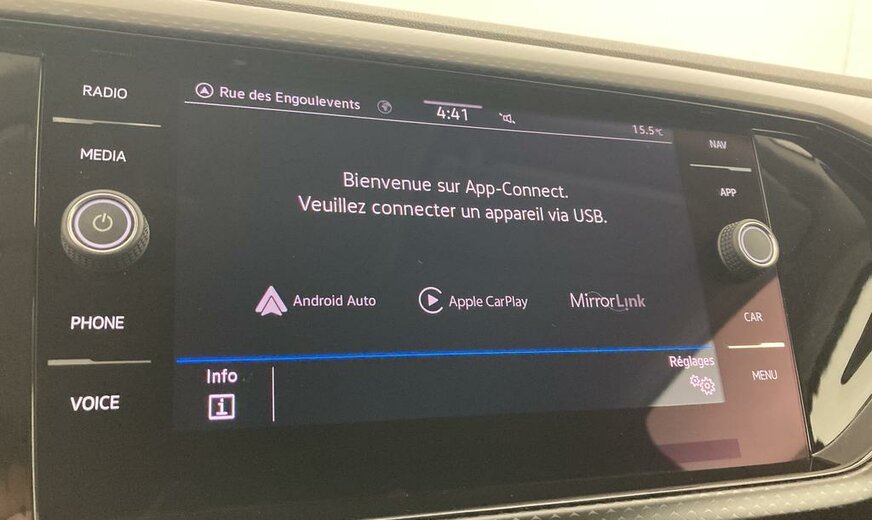 RADIO
MEDIA
PHONE
VOICE
Rue des Engoulevents
4:41
15.5°C
Bienvenue sur App-Connect.
Veuillez connecter un appareil via USB.
Android Auto
Apple CarPlay
MirrorLink
Info
i
Réglages
NAV
APP
CAR
MENU